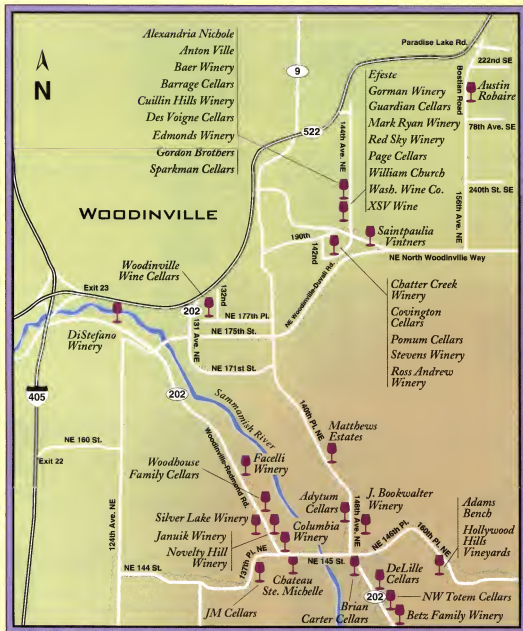 Alexandria Nichole
Anton Ville
Baer Winery
Barrage Cellars
Cuillin Hills Winery
Des Voigne Cellars
Edmonds Winery
Gordon Brothers
Sparkman Cellars
N
9
522
Paradise Lake Rd.
222nd SE
Bostian Road
Austin
Robaire
78th Ave. SE
240th St. SE
156th Ave. NE
144th Ave. NE
Efeste
Gorman Winery
Guardian Cellars
Mark Ryan Winery
Red Sky Winery
Page Cellars
William Church
Wash. Wine Co.
XSV Wine
WOODINVILLE
Saintpaulia
Vintners
190th
142nd
NE North Woodinville Way
NE Woodinville-Duvall Rd.
Woodinville
Wine Cellars
Exit 23
132nd
202
NE 177th Pl.
NE 175th St.
131 Ave. NE
NE 171st St.
DiStefano
Winery
Chatter Creek
Winery
Covington
Cellars
Pomum Cellars
Stevens Winery
Ross Andrew
Winery
405
202
Sammamish River
140th Pl. NE
Matthews
Estates
NE 160 St.
Exit 22
124th Ave. NE
Woodinville-Redmond Rd.
Facelli
Winery
Woodhouse
Family Cellars
Adytum
Cellars
148th Ave. NE
J. Bookwalter
Winery
Adams
Bench
Hollywood
Hills
Vineyards
Silver Lake Winery
Columbia
Winery
Januik Winery
Novelty Hill
Winery
NE 146th Pl.
160th Pl. NE
NE 145th St.
NE 144th St.
137th Pl. NE
JM Cellars
Chateau
Ste. Michelle
Brian
Carter Cellars
DeLille
Cellars
202
NW Totem Cellars
Betz Family Winery